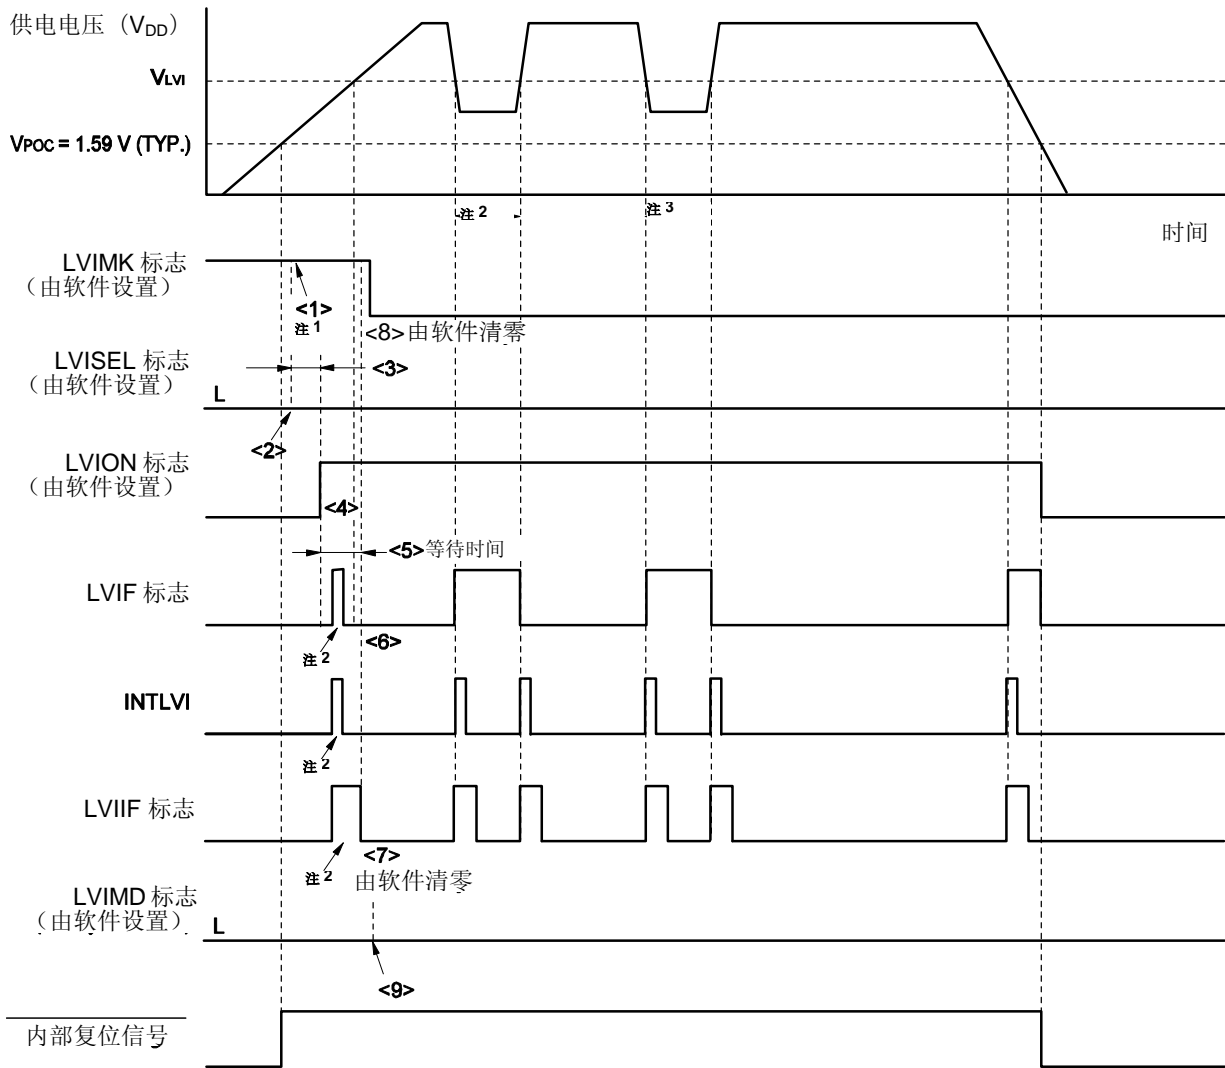 供电电压（VDD）
VLVI
VPOC = 1.59 V (TYP.)
注 2
注 3
时间
LVIMK 标志
（由软件设置）
<1>
注 1
<8>由软件清零
LVISEL 标志
（由软件设置）
<3>
L
<2>
LVION 标志
（由软件设置）
<4>
<5>等待时间
LVIF 标志
注 2
<6>
INTLVI
注 2
LVIIF 标志
注 2
<7>
由软件清零
LVIMD 标志
（由软件设置）
L
<9>
内部复位信号